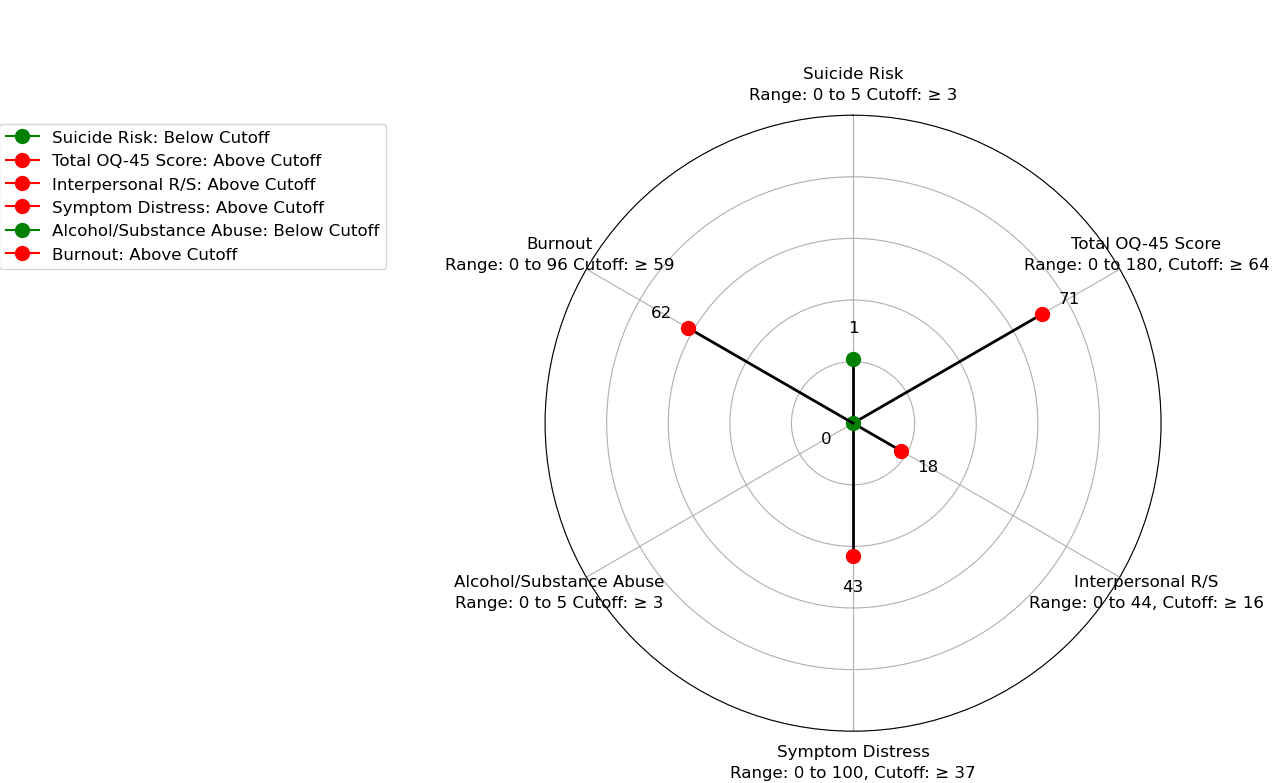 Suicide Risk
Range: 0 to 5 Cutoff: ≥ 3
Suicide Risk: Below Cutoff
Total OQ-45 Score: Above Cutoff
Interpersonal R/S: Above Cutoff
Symptom Distress: Above Cutoff
Alcohol/Substance Abuse: Below Cutoff
Burnout: Above Cutoff
Burnout
Range: 0 to 96 Cutoff: ≥ 59
Total OQ-45 Score
Range: 0 to 180, Cutoff: ≥ 64
71
62
1
0
18
43
Alcohol/Substance Abuse
Range: 0 to 5 Cutoff: ≥ 3
Interpersonal R/S
Range: 0 to 44, Cutoff: ≥ 16
Symptom Distress
Range: 0 to 100, Cutoff: ≥ 37